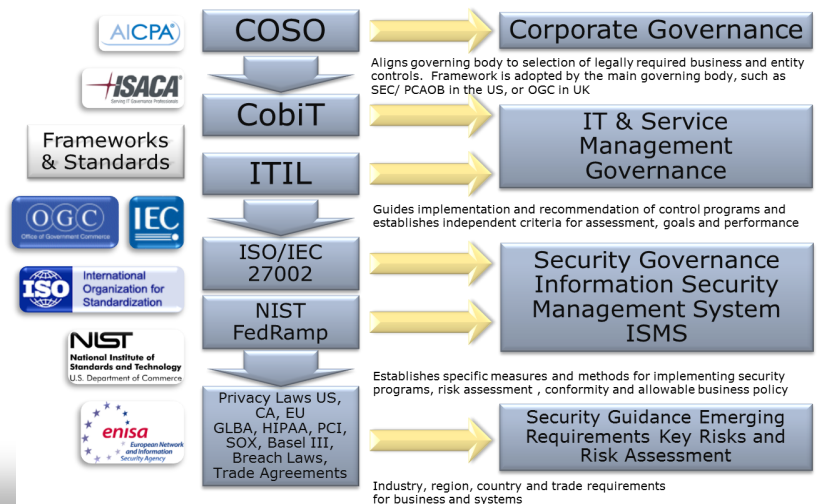 AICPA
COSO
Corporate Governance
Aligns governing body to selection of legally required business and entity
controls. Framework is adopted by the main governing body, such as
SEC/ PCAOB in the US, or OGC in UK
ISACA®
Serving IT Governance Professionals
CobiT
IT & Service
Management
Governance
Frameworks
& Standards
ITIL
Guides implementation and recommendation of control programs and
establishes independent criteria for assessment, goals and performance
OGC
Office of Government Commerce
IEC
ISO/IEC
27002
Security Governance
Information Security
Management System
ISMS
ISO
International
Organization for
Standardization
NIST
FedRamp
NIST
National Institute of
Standards and Technology
U.S. Department of Commerce
Establishes specific measures and methods for implementing security
programs, risk assessment , conformity and allowable business policy
Privacy Laws US,
CA, EU
GLBA, HIPAA, PCI,
SOX, Basel III,
Breach Laws,
Trade Agreements
Security Guidance Emerging
Requirements Key Risks and
Risk Assessment
enisa
European Network
and Information
Security Agency
Industry, region, country and trade requirements
for business and systems